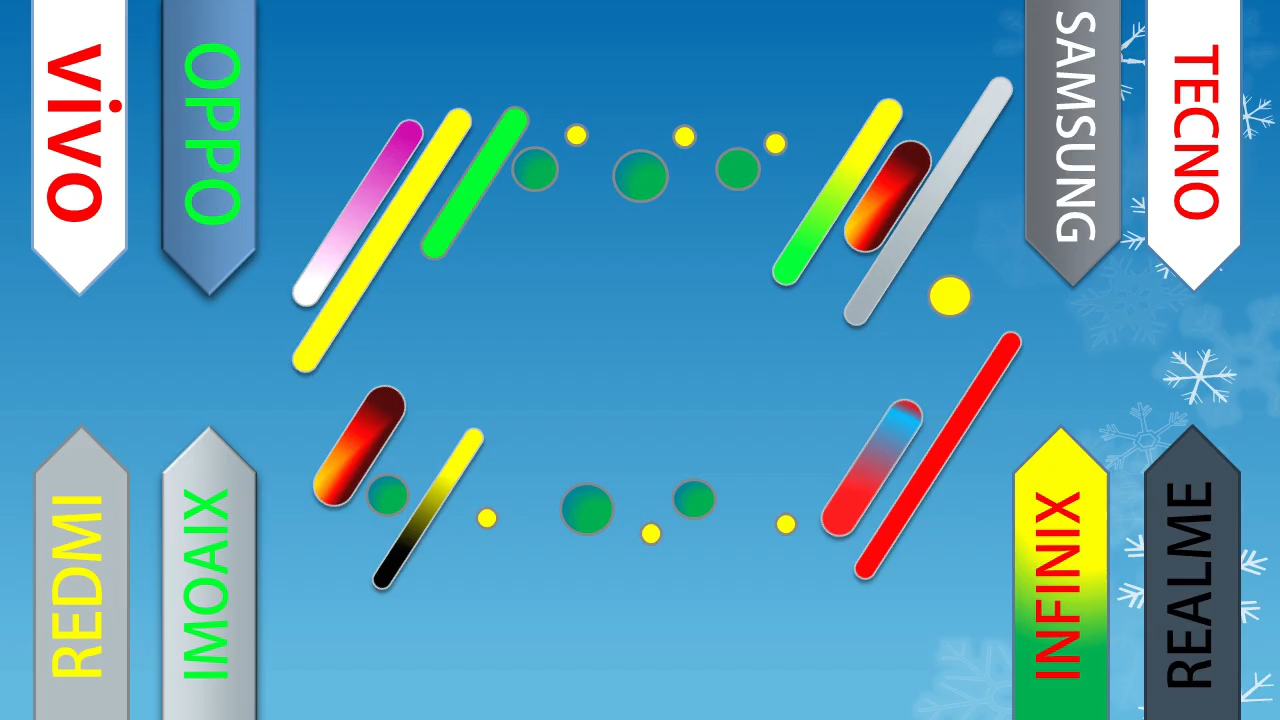 vivo
OPPO
SAMSUNG
TECNO
REDMI
IMOAIX
INFINIX
REALME